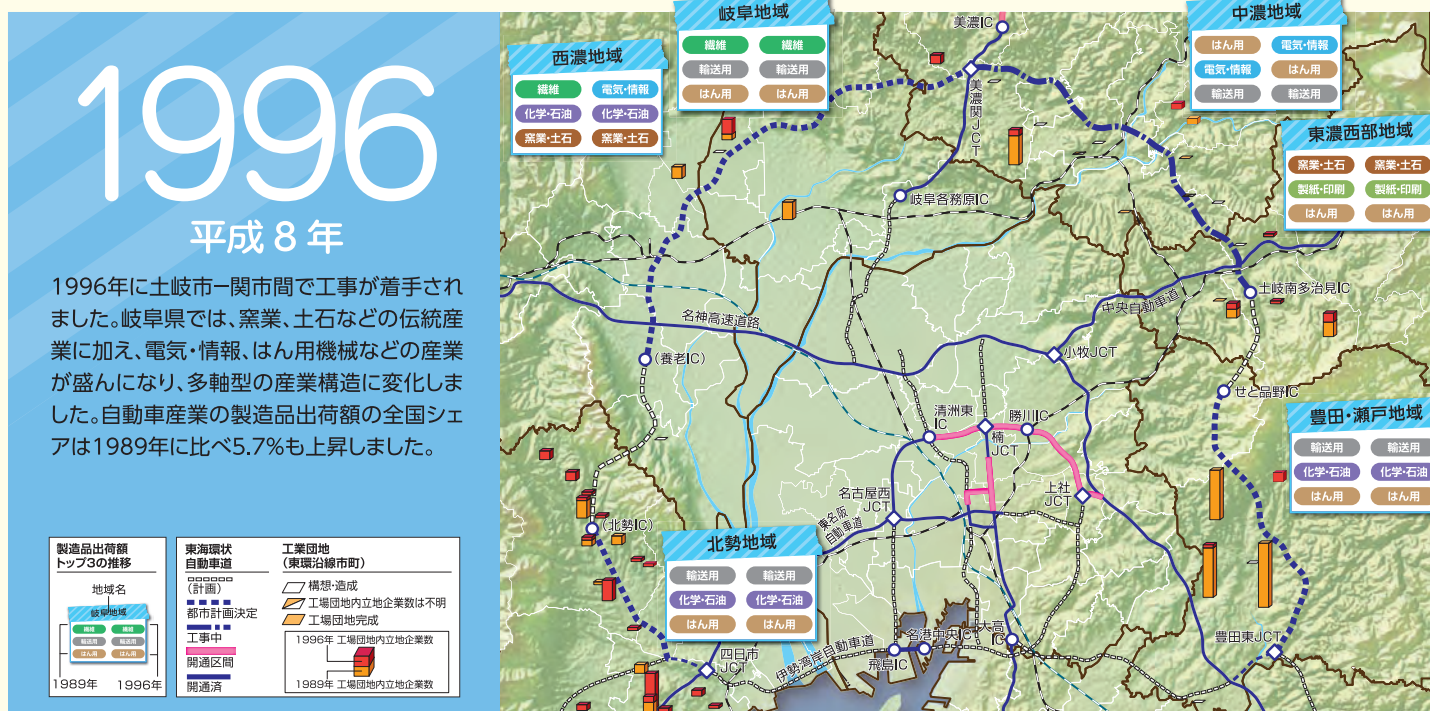 1996
平成8年
1996年に土岐市ー関市間で工事が着手され
ました。岐阜県では、窯業、土石などの伝統産
業に加え、電気・情報、はん用機械などの産業
が盛んになり、多軸型の産業構造に変化しま
した。自動車産業の製造品出荷額の全国シェ
アは1989年に比べ5.7%も上昇しました。
製造品出荷額
トップ3の推移
地域名
岐阜地域
繊維 繊維
輸送用 輸送用
はん用 はん用
1989年 1996年
東海環状
自動車道
(計画)
都市計画決定
工事中
開通区間
開通済
工業団地
(東環沿線市町)
構想・造成
工場団地内立地企業数は不明
工場団地完成
1996年 工場団地内立地企業数
1989年 工場団地内立地企業数
西濃地域
繊維 電気・情報
化学・石油 化学・石油
窯業・土石 窯業・土石
岐阜地域
繊維 繊維
輸送用 輸送用
はん用 はん用
中濃地域
はん用 電気・情報
電気・情報 はん用
輸送用 輸送用
東濃西部地域
窯業・土石 窯業・土石
製紙・印刷 製紙・印刷
はん用 はん用
豊田・瀬戸地域
輸送用 輸送用
化学・石油 化学・石油
はん用 はん用
北勢地域
輸送用 輸送用
化学・石油 化学・石油
はん用 はん用
美濃IC
美濃関JCT
岐阜各務原IC
土岐南多治見IC
中央自動車道
名神高速道路
小牧JCT
(養老IC)
せと品野IC
清洲東
IC
勝川IC
楠
JCT
上社
JCT
名古屋西
JCT
東名阪
自動車道
(北勢IC)
四日市
JCT
伊勢湾岸自動車道
飛島IC
名港中央IC
大高
IC
豊田東JCT